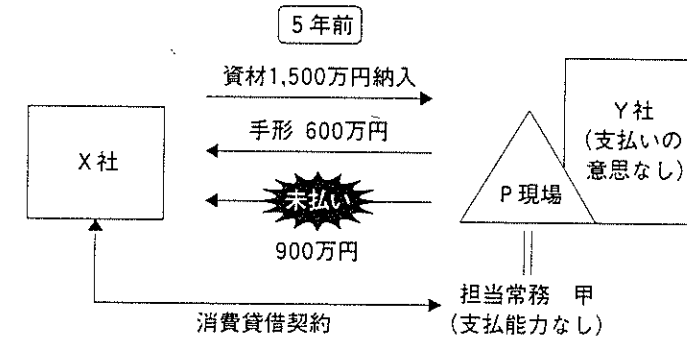 5年前
資材1,500万円納入
手形 600万円
未払い
900万円
X社
Y社
(支払いの
意思なし)
P現場
担当常務 甲
(支払能力なし)
消費貸借契約